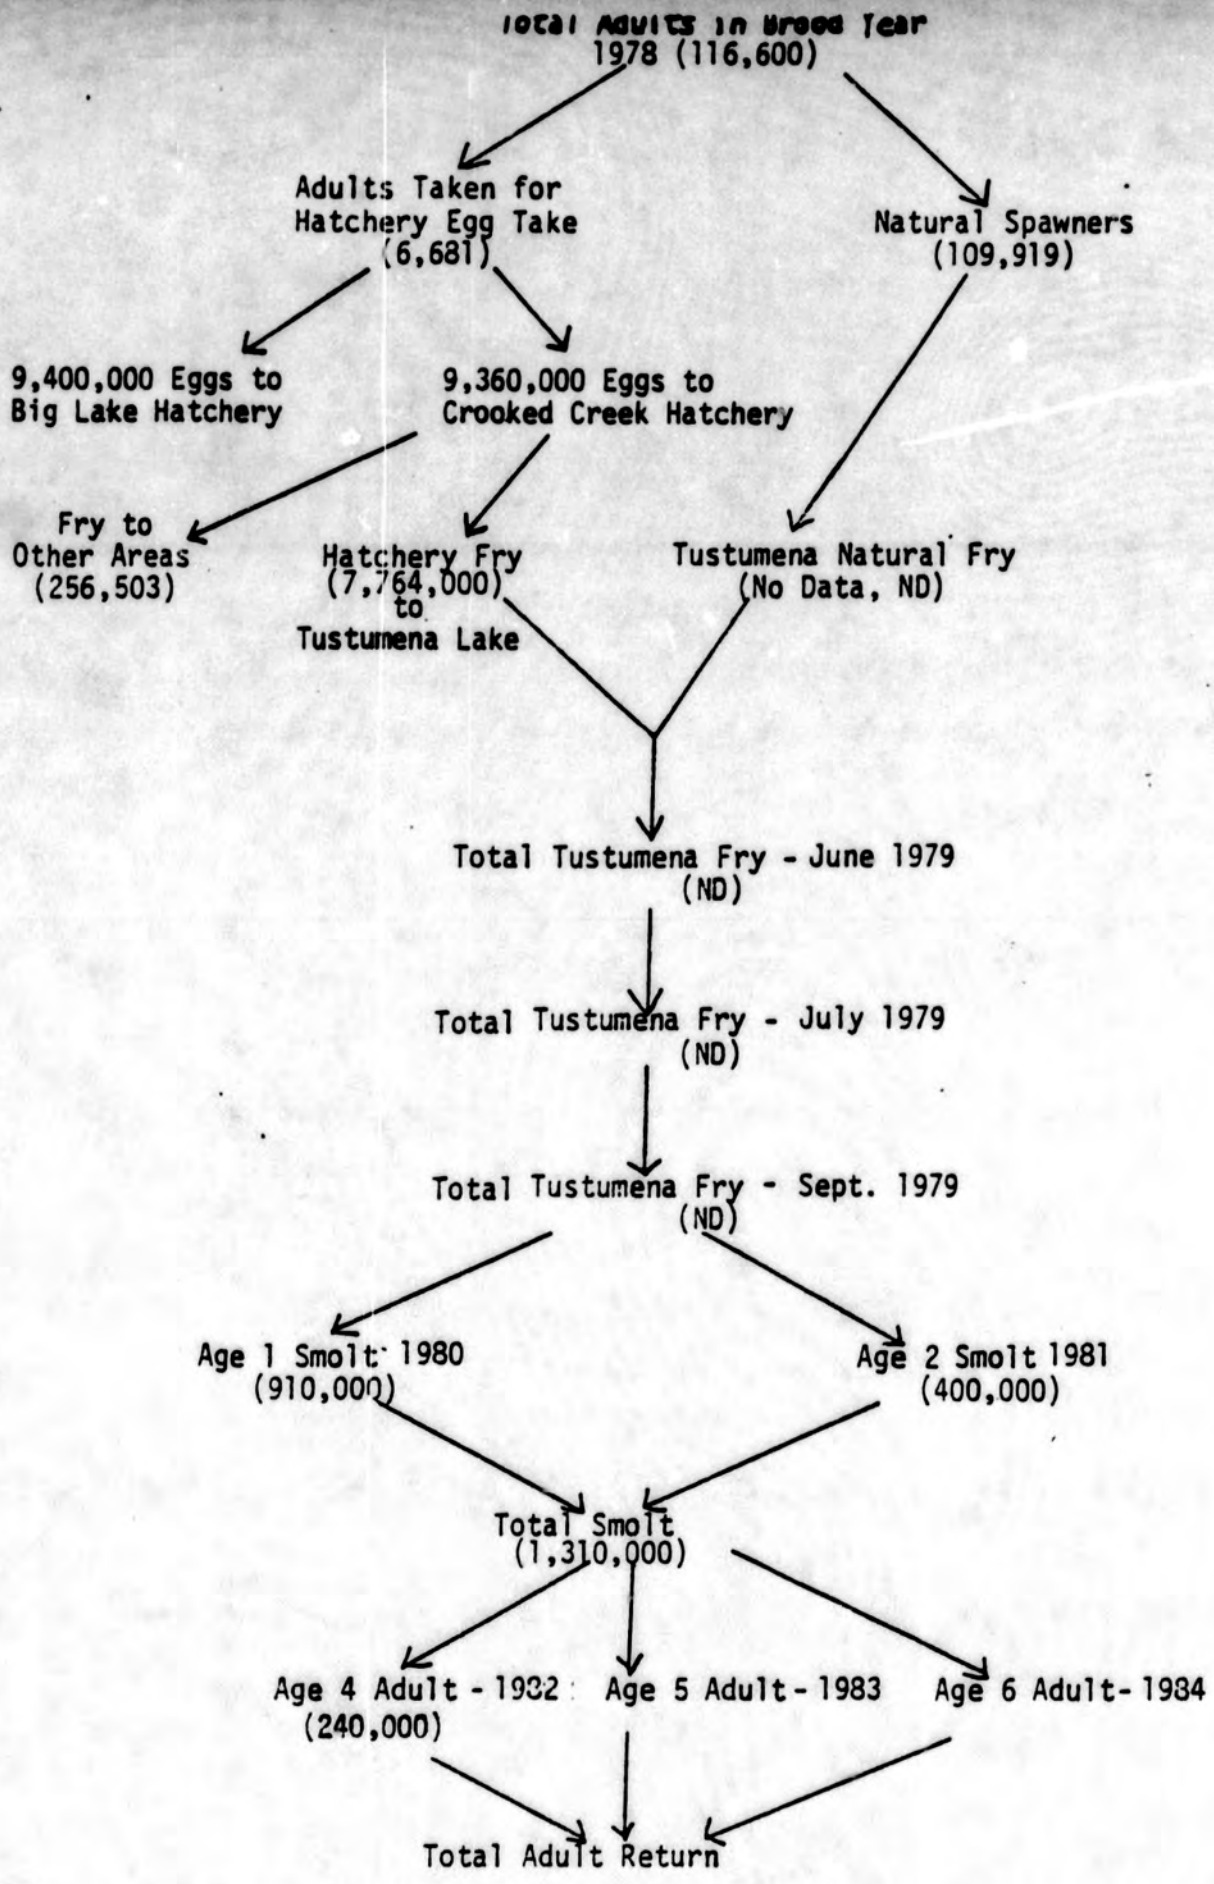 Total Adults in Brood Year
1978 (116,600)
Adults Taken for
Hatchery Egg Take
(6,681)
Natural Spawners
(109,919)
9,400,000 Eggs to
Big Lake Hatchery
9,360,000 Eggs to
Crooked Creek Hatchery
Fry to
Other Areas
(256,503)
Hatchery Fry
(7,764,000)
to
Tustumena Lake
Tustumena Natural Fry
(No Data, ND)
Total Tustumena Fry - June 1979
(ND)
Total Tustumena Fry - July 1979
(ND)
Total Tustumena Fry - Sept. 1979
(ND)
Age 1 Smolt 1980
(910,000)
Age 2 Smolt 1981
(400,000)
Total Smolt
(1,310,000)
Age 4 Adult - 1982
(240,000)
Age 5 Adult - 1983
Age 6 Adult - 1984
Total Adult Return